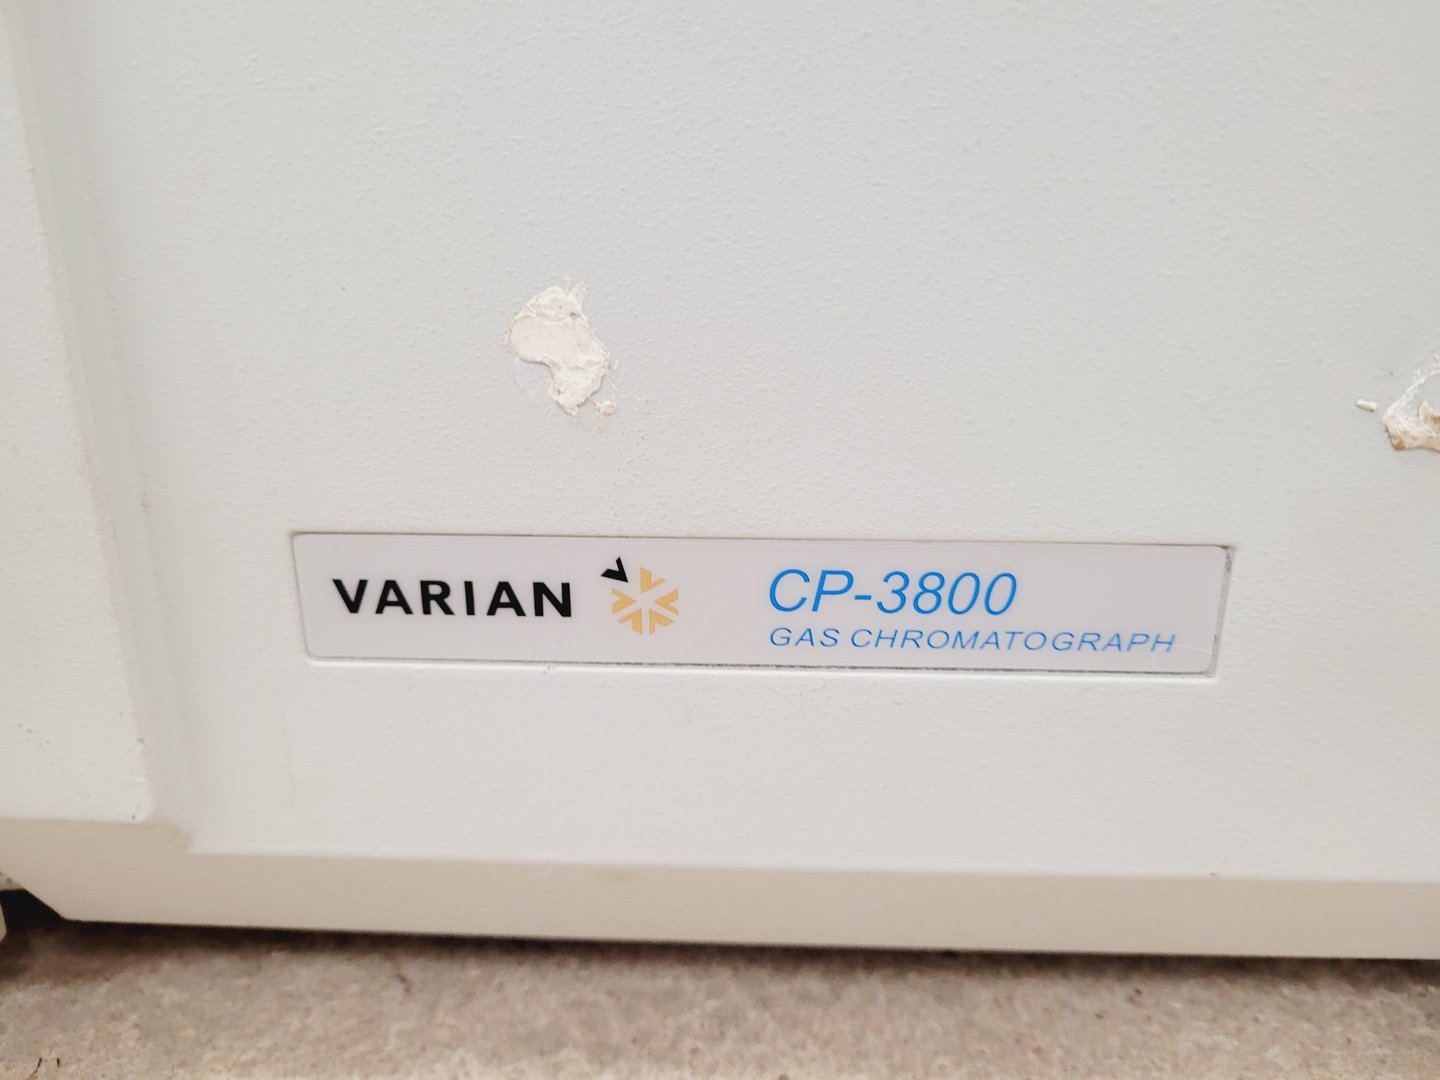 VARIAN
CP-3800
GAS CHROMATOGRAPH